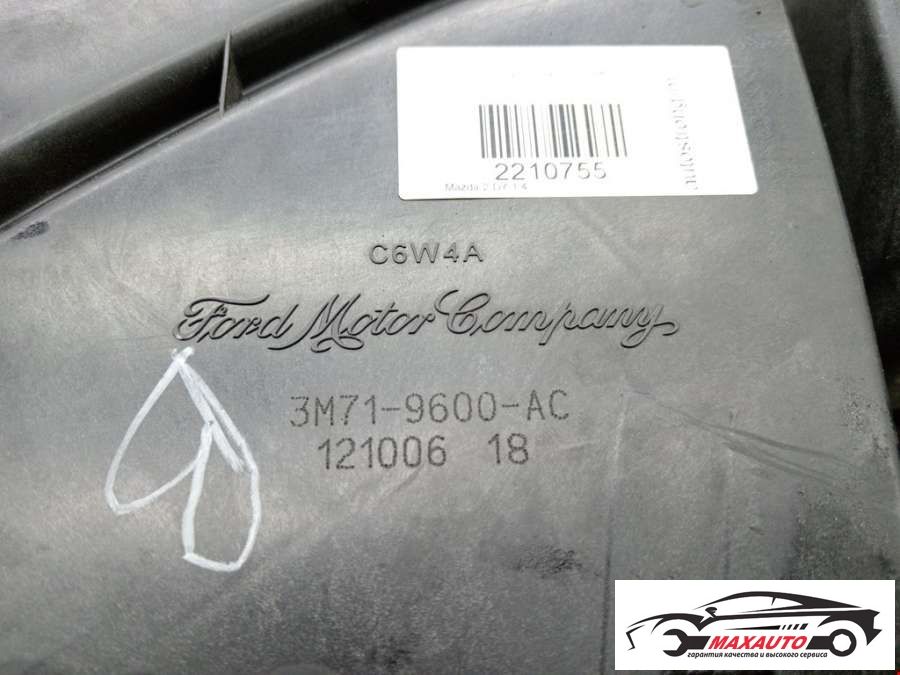 2210755
Mazda 2 D7 1.4
C6W4A
Ford Motor Company
3M71-9600-AC
121006 18
MAXAUTO
гарантия качества и высокого сервиса